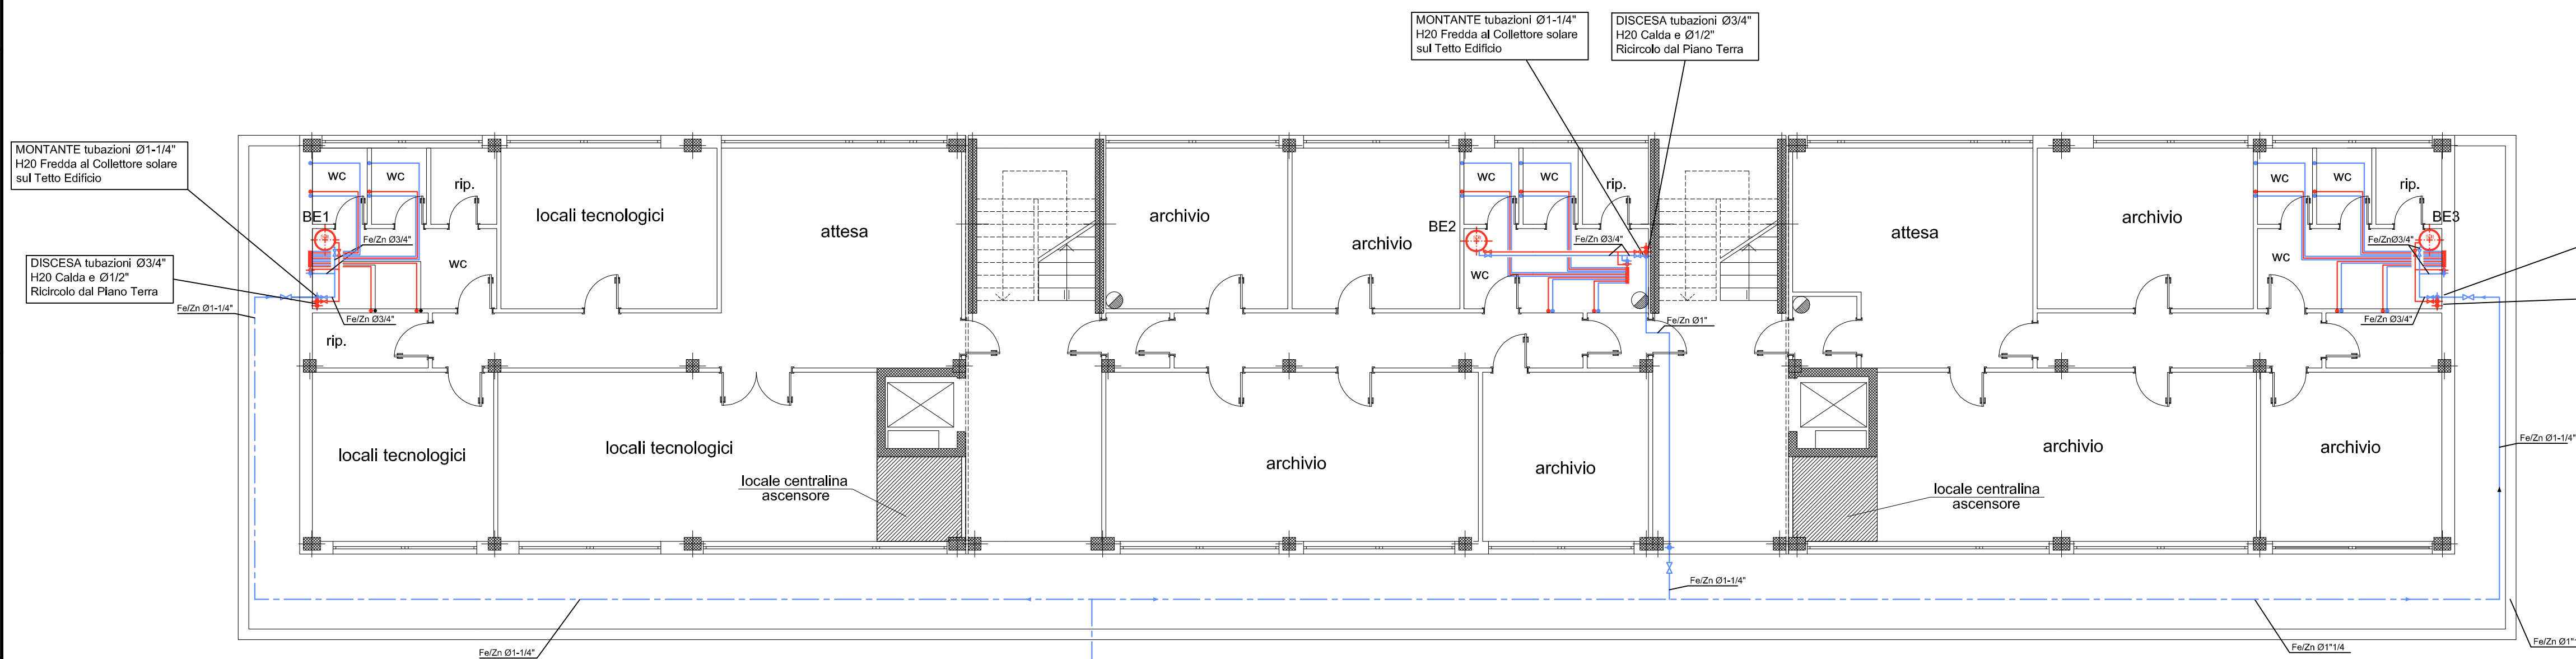 MONTANTE tubazioni Ø1-1/4"
H20 Fredda al Collettore solare
sul Tetto Edificio
DISCESA tubazioni Ø3/4"
H20 Calda e Ø1/2"
Ricircolo dal Piano Terra
MONTANTE tubazioni Ø1-1/4"
H20 Fredda al Collettore solare
sul Tetto Edificio
DISCESA tubazioni Ø3/4"
H20 Calda e Ø1/2"
Ricircolo dal Piano Terra
Fe/Zn Ø1-1/4"
wc
wc
rip.
BE1
Fe/Zn Ø3/4"
wc
Fe/Zn Ø3/4"
rip.
locali tecnologici
attesa
archivio
archivio
wc
wc
rip.
BE2
Fe/Zn Ø3/4"
wc
Fe/Zn Ø1"
attesa
archivio
wc
wc
rip.
BE3
Fe/ZnØ3/4"
wc
Fe/Zn Ø3/4"
locali tecnologici
locali tecnologici
locale centralina
ascensore
archivio
archivio
archivio
locale centralina
ascensore
archivio
Fe/Zn Ø1-1/4"
Fe/Zn Ø1-1/4"
Fe/Zn Ø1-1/4"
Fe/Zn Ø1"1/4
Fe/Zn Ø1"